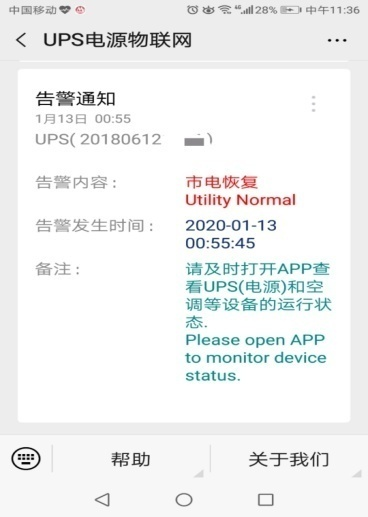 中国移动 28% 中午11:36
UPS电源物联网
告警通知
1月13日 00:55
UPS( 20180612 )
告警内容: 市电恢复
Utility Normal
告警发生时间: 2020-01-13
00:55:45
备注: 请及时打开APP查
看UPS(电源)和空
调等设备的运行状
态.
Please open APP
to monitor device
status.
帮助 关于我们